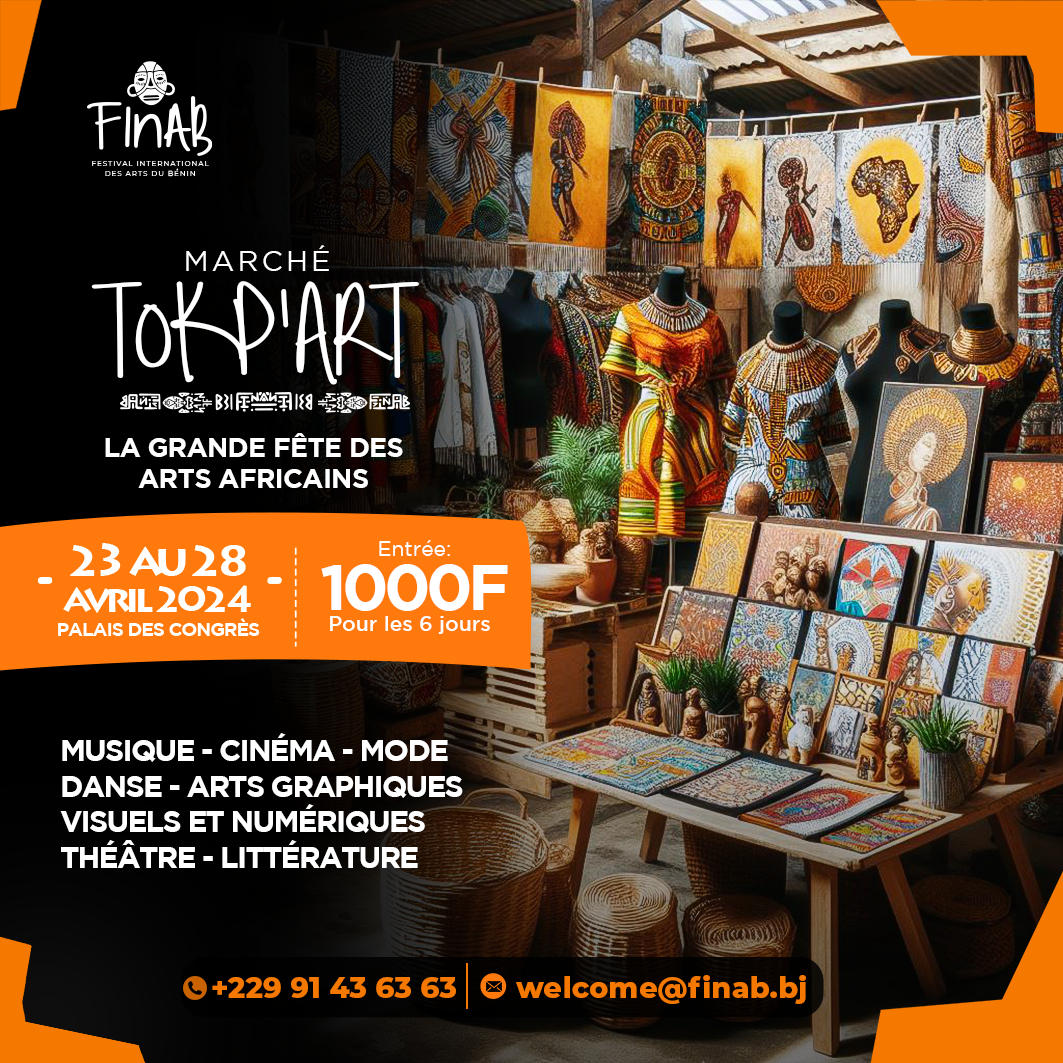 FINAB
FESTIVAL INTERNATIONAL
DES ARTS DU BÉNIN
MARCHÉ
TOKP'ART
LA GRANDE FÊTE DES
ARTS AFRICAINS
- 23 AU 28 -
AVRIL 2024
PALAIS DES CONGRÈS
Entrée:
1000F
Pour les 6 jours
MUSIQUE - CINÉMA - MODE
DANSE - ARTS GRAPHIQUES
VISUELS ET NUMÉRIQUES
THÉÂTRE - LITTÉRATURE
+229 91 43 63 63 | welcome@finab.bj